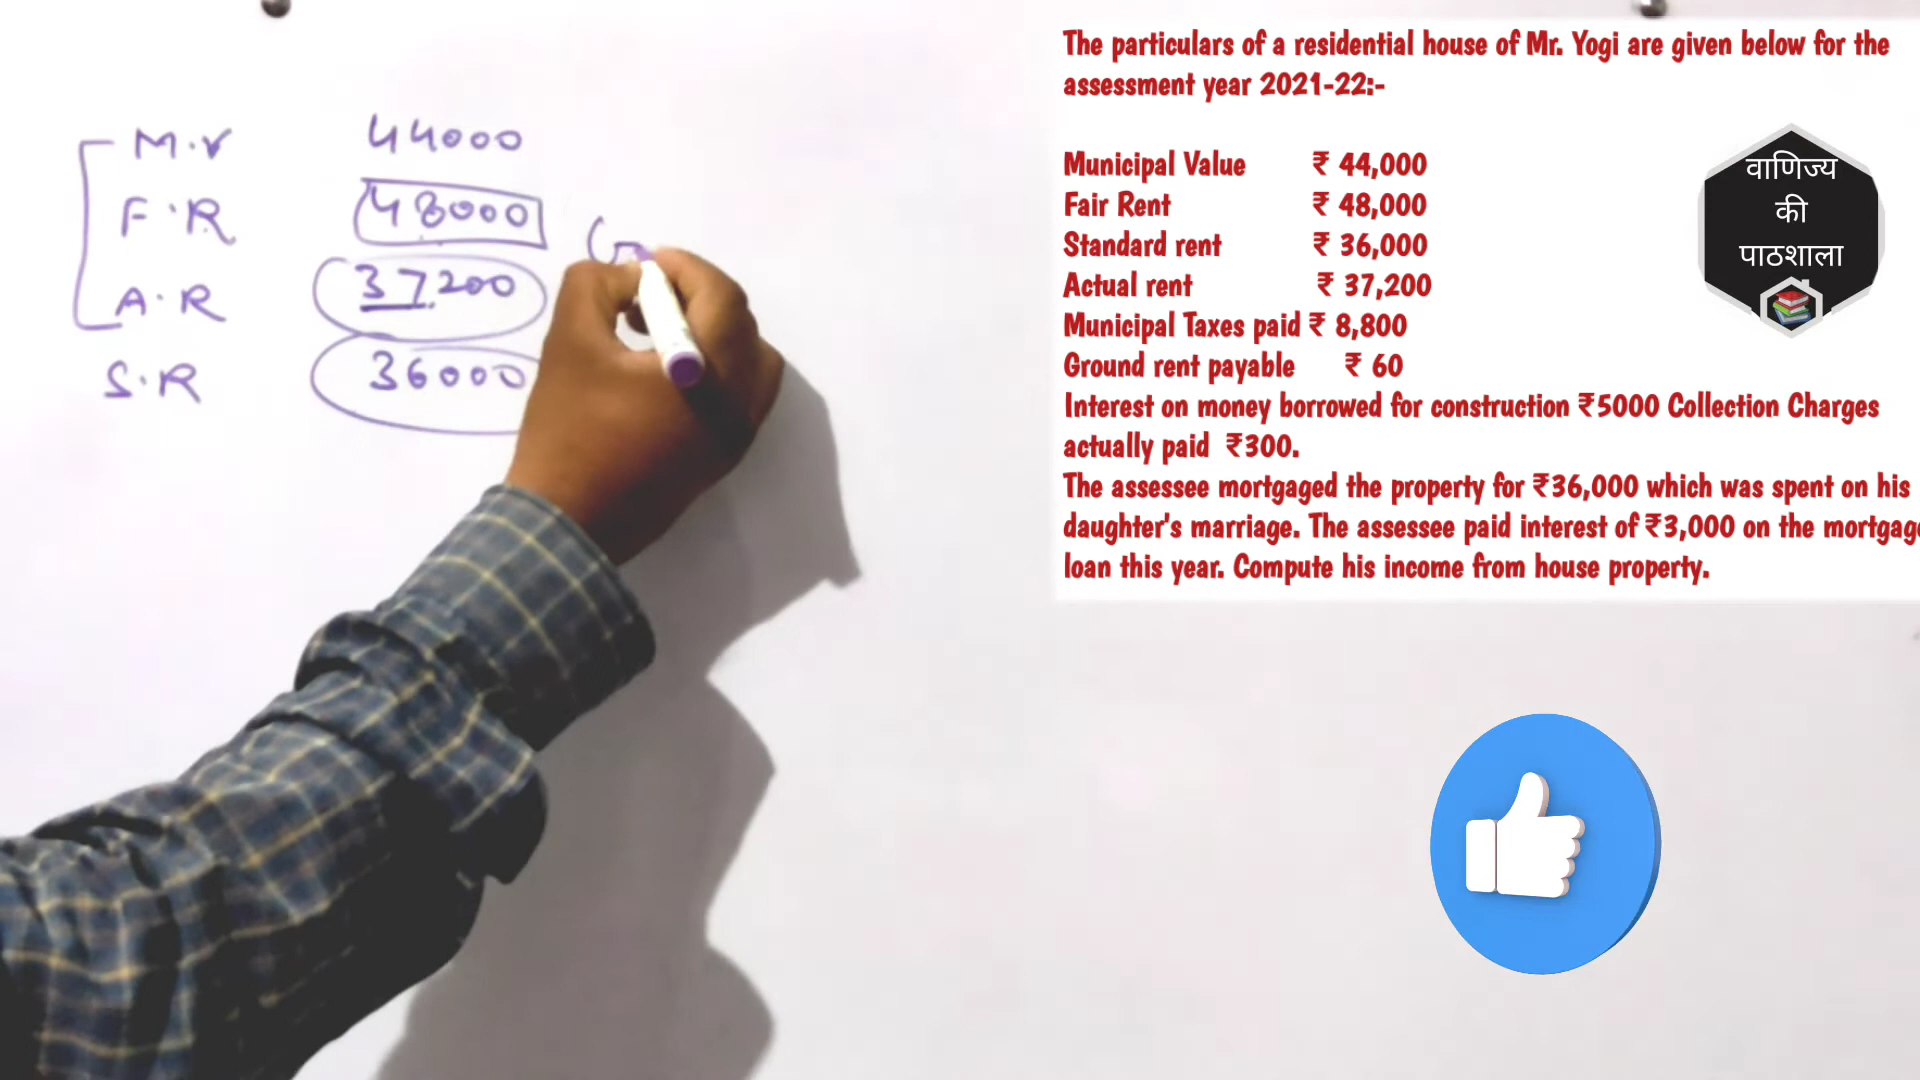 M.V 44000
F.R 48000
A.R 37200
S.R 36000
The particulars of a residential house of Mr. Yogi are given below for the
assessment year 2021-22:-
Municipal Value ₹ 44,000
Fair Rent ₹ 48,000
Standard rent ₹ 36,000
Actual rent ₹ 37,200
Municipal Taxes paid ₹ 8,800
Ground rent payable ₹ 60
Interest on money borrowed for construction ₹5000 Collection Charges
actually paid ₹300.
The assessee mortgaged the property for ₹36,000 which was spent on his
daughter's marriage. The assessee paid interest of ₹3,000 on the mortgage
loan this year. Compute his income from house property.
वाणिज्य
की
पाठशाला